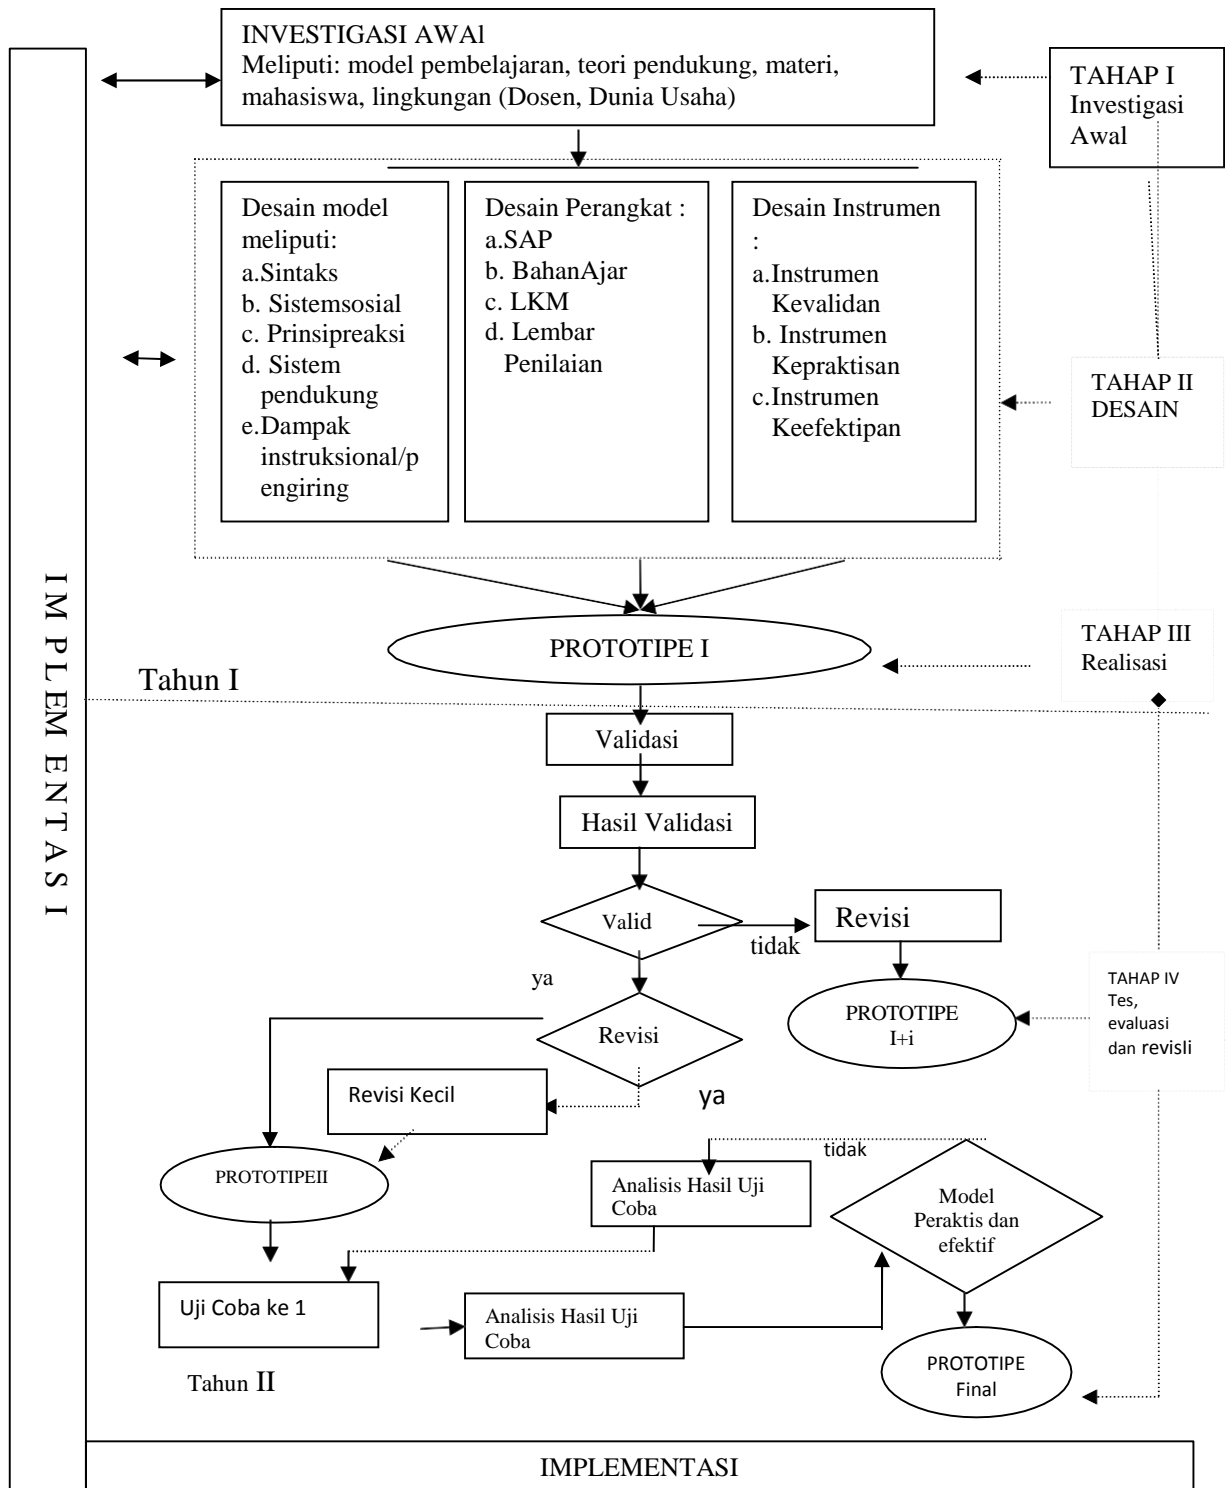 INVESTIGASI AWAl
Meliputi: model pembelajaran, teori pendukung, materi,
mahasiswa, lingkungan (Dosen, Dunia Usaha)
TAHAP I
Investigasi
Awal
Desain model
meliputi:
a.Sintaks
b. Sistemsosial
c. Prinsipreaksi
d. Sistem
pendukung
e.Dampak
instruksional/p
engiring
Desain Perangkat :
a.SAP
b. BahanAjar
c. LKM
d. Lembar
Penilaian
Desain Instrumen
:
a.Instrumen
Kevalidan
b. Instrumen
Kepraktisan
c.Instrumen
Keefektipan
TAHAP II
DESAIN
I M P L EM EN T A S I
PROTOTIPE I
TAHAP III
Realisasi
Tahun I
Validasi
Hasil Validasi
Valid
tidak
Revisi
ya
PROTOTIPE
I+i
TAHAP IV
Tes,
evaluasi
dan revisli
Revisi
ya
Revisi Kecil
PROTOTIPEII
tidak
Analisis Hasil Uji
Coba
Model
Peraktis dan
efektif
Uji Coba ke 1
Analisis Hasil Uji
Coba
PROTOTIPE
Final
Tahun II
IMPLEMENTASI